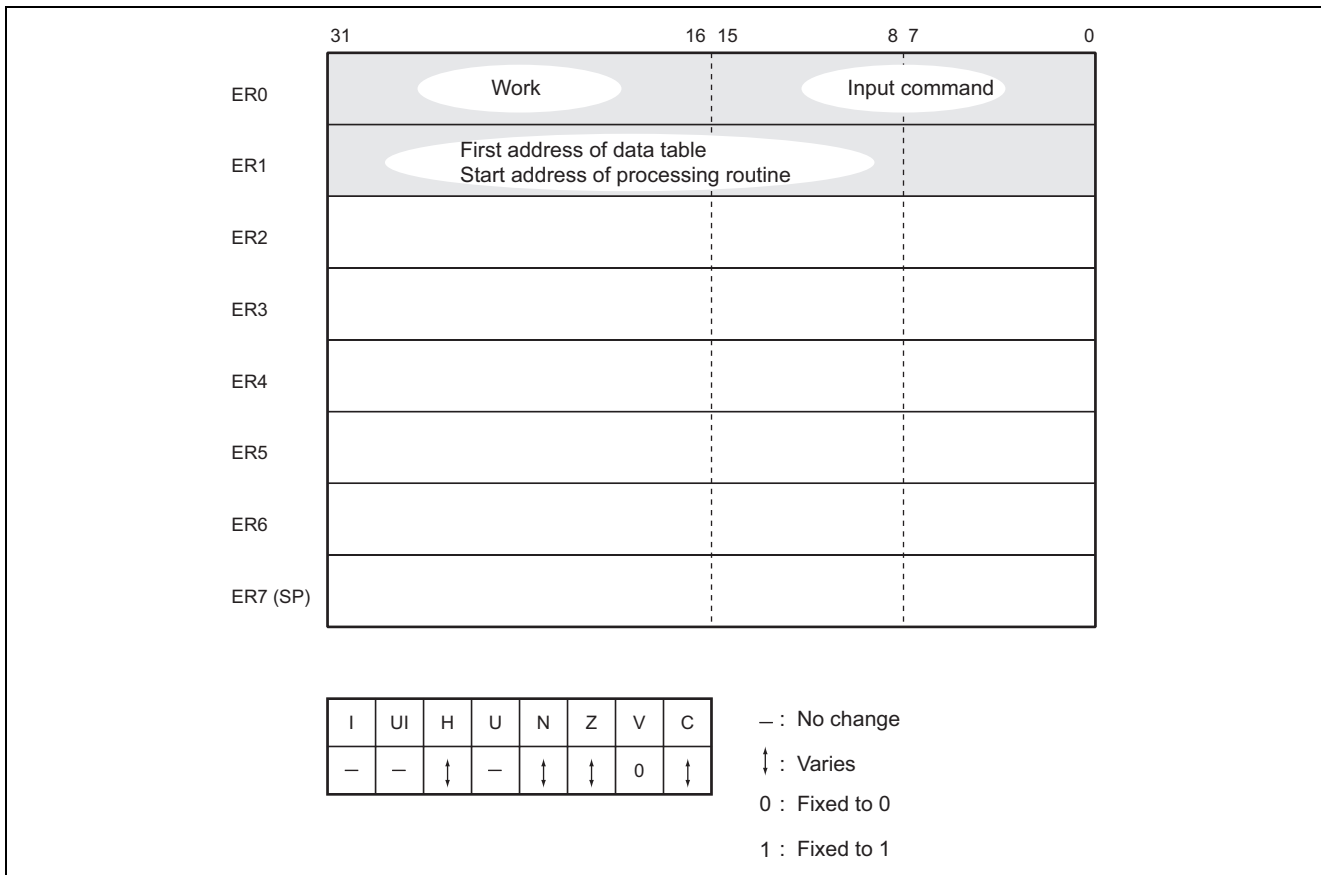 31 16 15 8 7 0
ER0 Work Input command
ER1 First address of data table
Start address of processing routine
ER2
ER3
ER4
ER5
ER6
ER7 (SP)
I UI H U N Z V C — : No change
— — ↕ — ↕ ↕ 0 ↕ ↕ : Varies
0 : Fixed to 0
1 : Fixed to 1